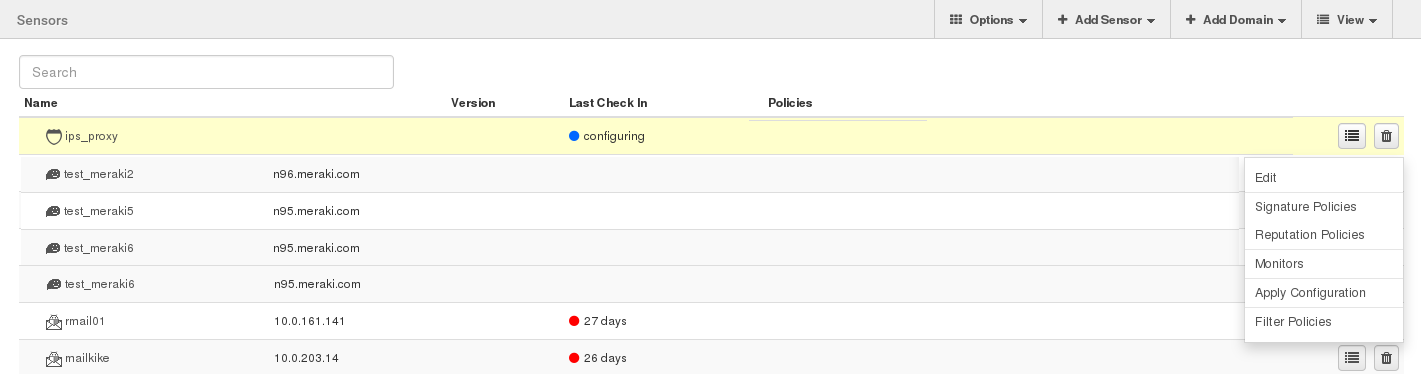 Sensors Options Add Sensor Add Domain View
Search
Name Version Last Check In Policies
ips_proxy configuring
test_meraki2 n96.meraki.com
Edit
test_meraki5 n95.meraki.com
Signature Policies
Reputation Policies
test_meraki6 n95.meraki.com
Monitors
test_meraki6 n95.meraki.com
Apply Configuration
rmail01 10.0.161.141 27 days
Filter Policies
mailkike 10.0.203.14 26 days